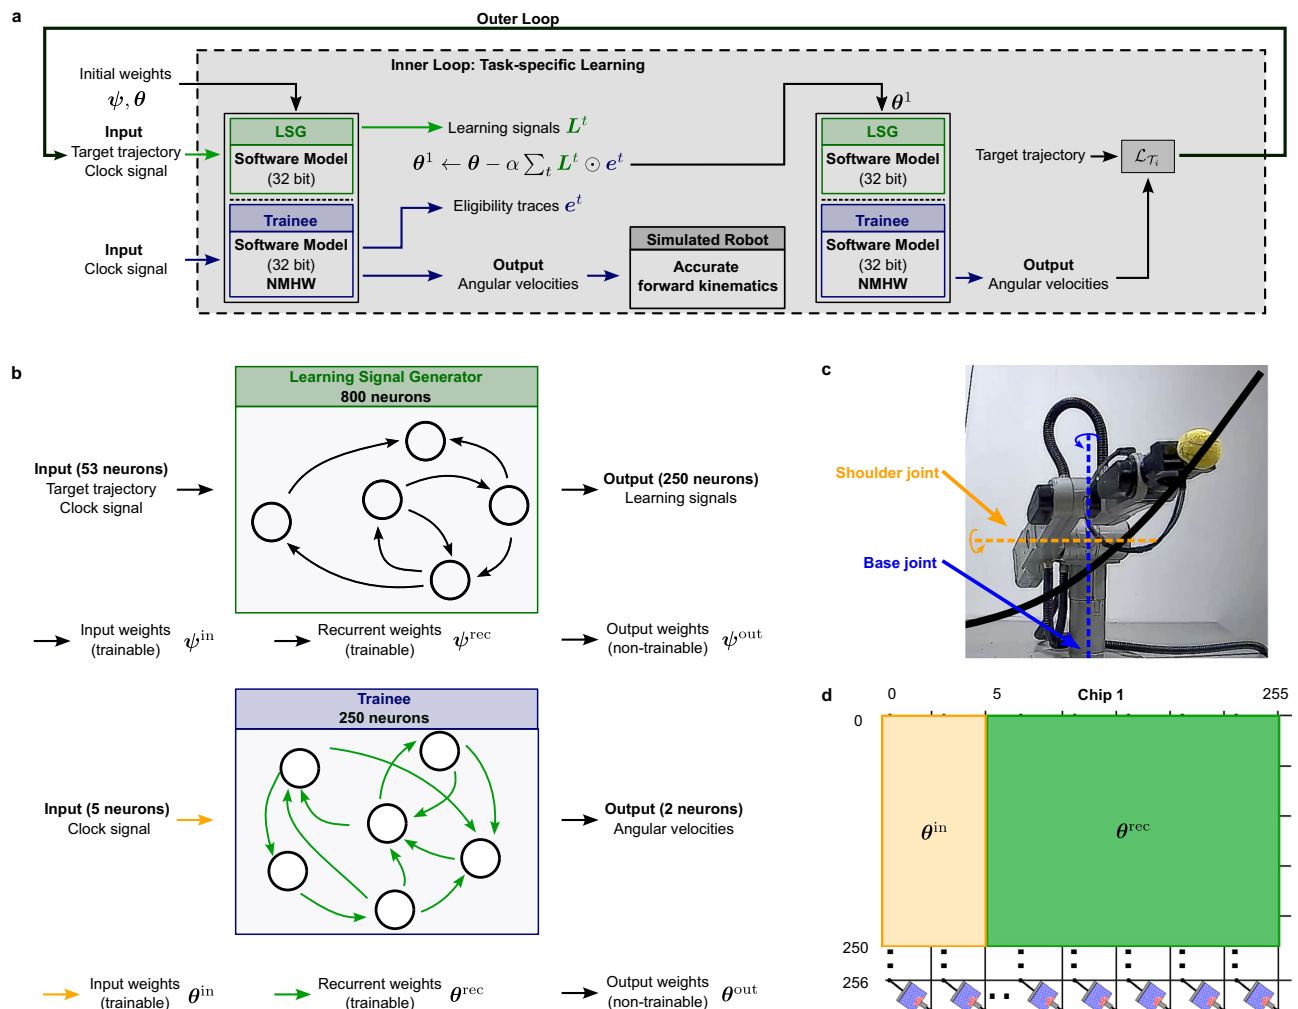 a
Outer Loop
Inner Loop: Task-specific Learning
Initial weights
ψ, θ
Input
Target trajectory
Clock signal
LSG
Software Model
(32 bit)
Trainee
Software Model
(32 bit)
NMHW
Input
Clock signal
Learning signals L^t
θ^1 ← θ − α ∑_t L^t ⊙ e^t
Eligibility traces e^t
Output
Angular velocities
Simulated Robot
Accurate
forward kinematics
θ^1
LSG
Software Model
(32 bit)
Trainee
Software Model
(32 bit)
NMHW
Output
Angular velocities
Target trajectory
𝓛_𝒯_i
b
Learning Signal Generator
800 neurons
Input (53 neurons)
Target trajectory
Clock signal
Output (250 neurons)
Learning signals
Input weights
(trainable)
ψ^in
Recurrent weights
(trainable)
ψ^rec
Output weights
(non-trainable)
ψ^out
Trainee
250 neurons
Input (5 neurons)
Clock signal
Output (2 neurons)
Angular velocities
Input weights
(trainable)
θ^in
Recurrent weights
(trainable)
θ^rec
Output weights
(non-trainable)
θ^out
c
Shoulder joint
Base joint
d
0 5 Chip 1 255
0
θ^in
θ^rec
250
256